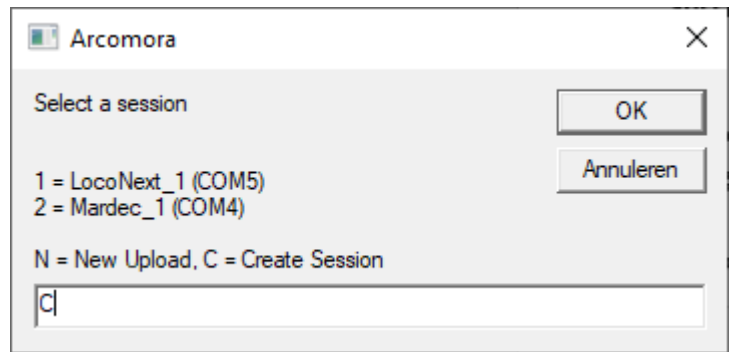 Arcomora
Select a session
OK
Annuleren
1 = LocoNext_1 (COM5)
2 = Mardec_1 (COM4)
N = New Upload, C = Create Session
C